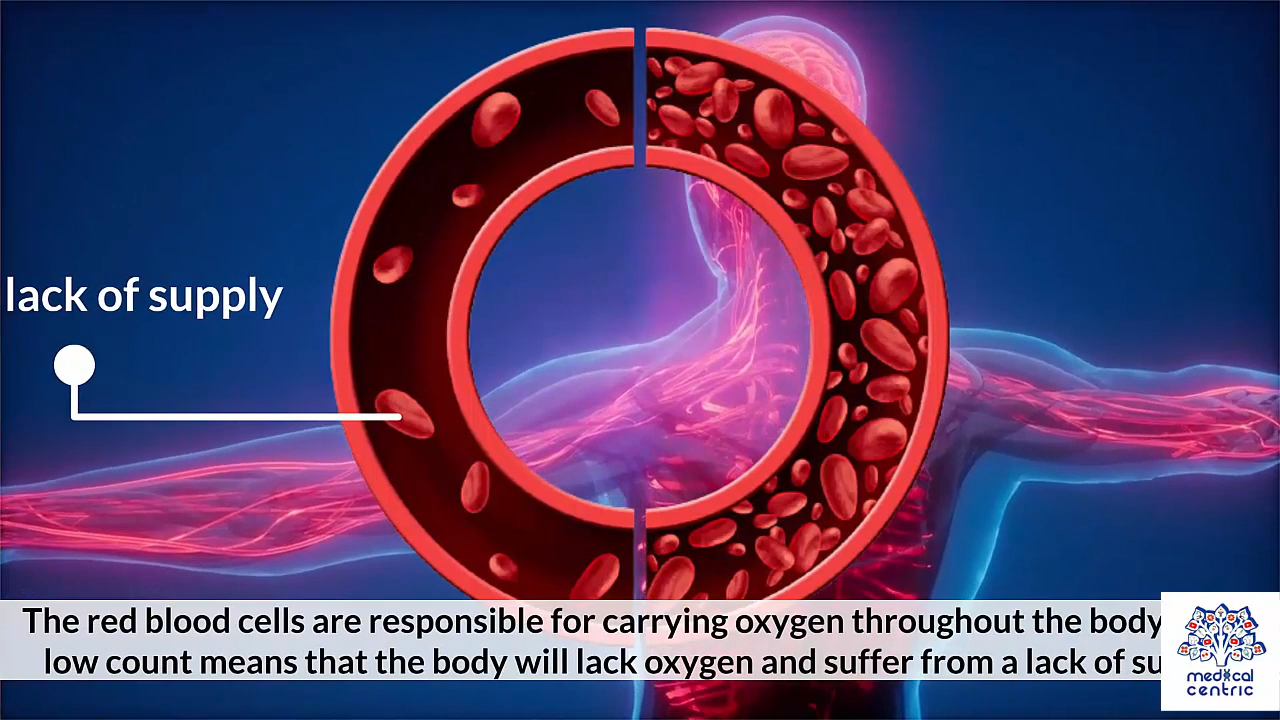 lack of supply
The red blood cells are responsible for carrying oxygen throughout the body
low count means that the body will lack oxygen and suffer from a lack of su
medical
centric